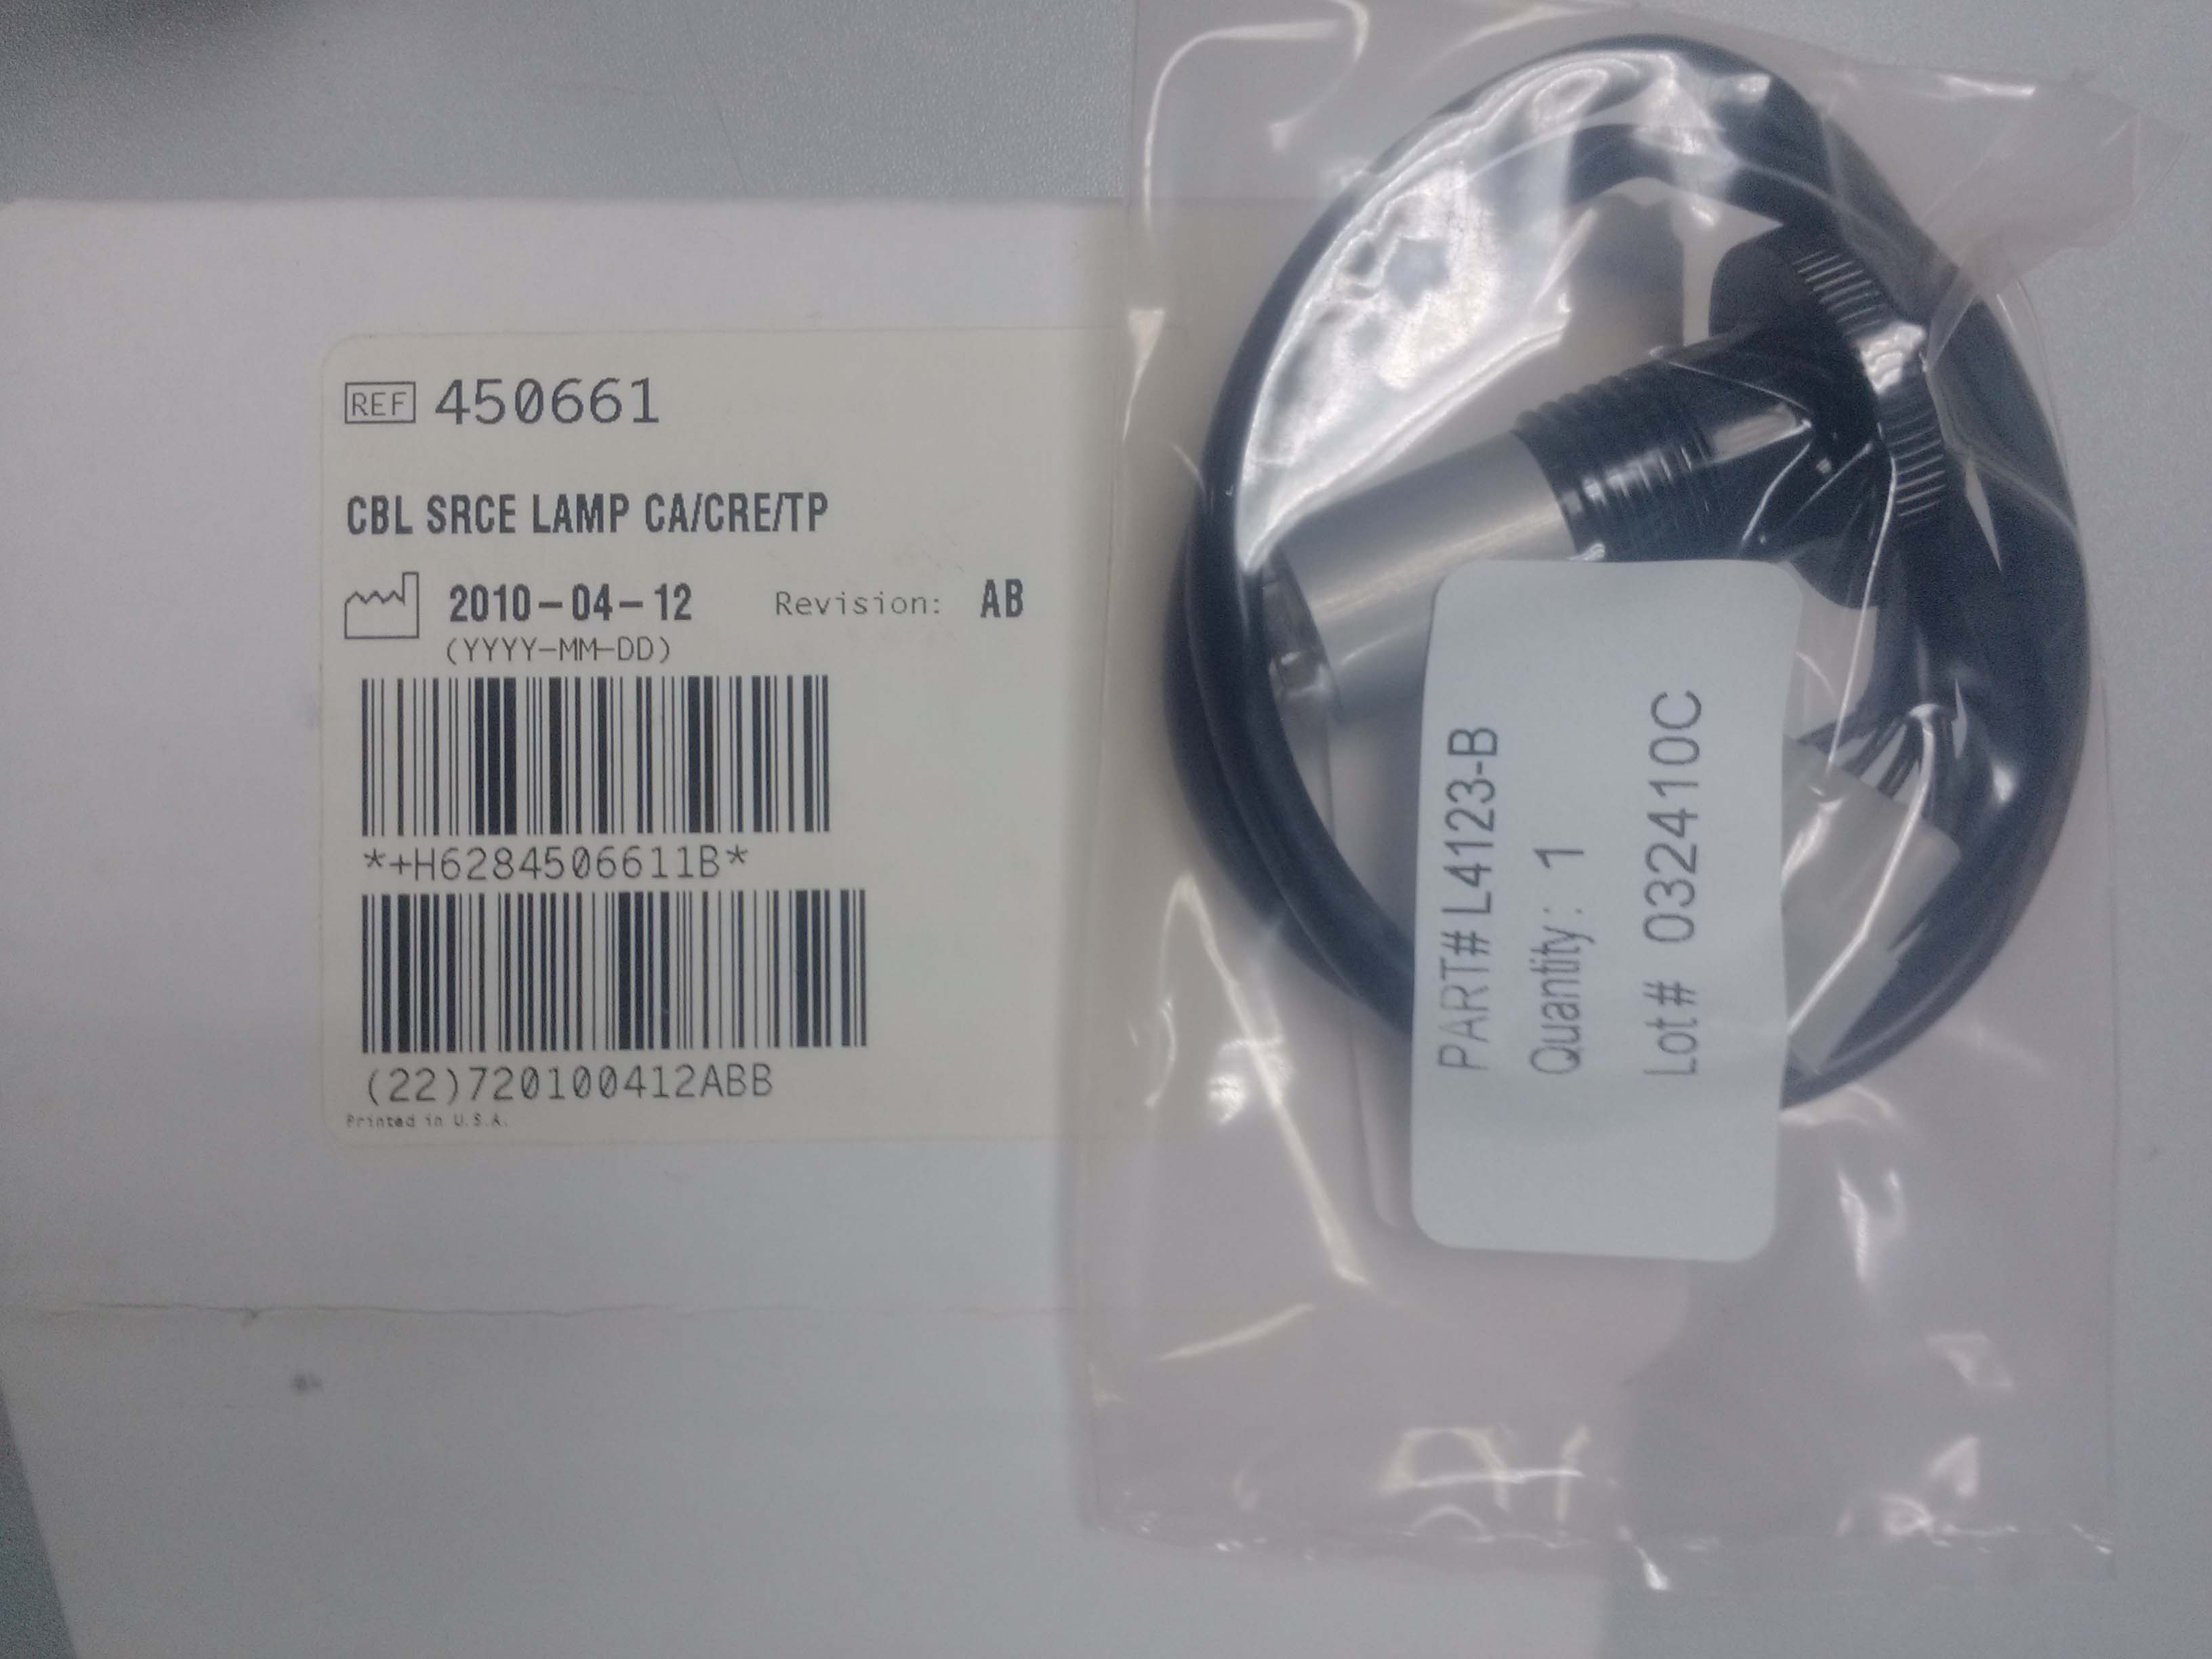 REF 450661
CBL SRCE LAMP CA/CRE/TP
2010-04-12 Revision: AB
(YYYY-MM-DD)
*+H6284506611B*
(22)720100412ABB
Printed in U.S.A.
PART# L4123-B
Quantity: 1
Lot# 032410C